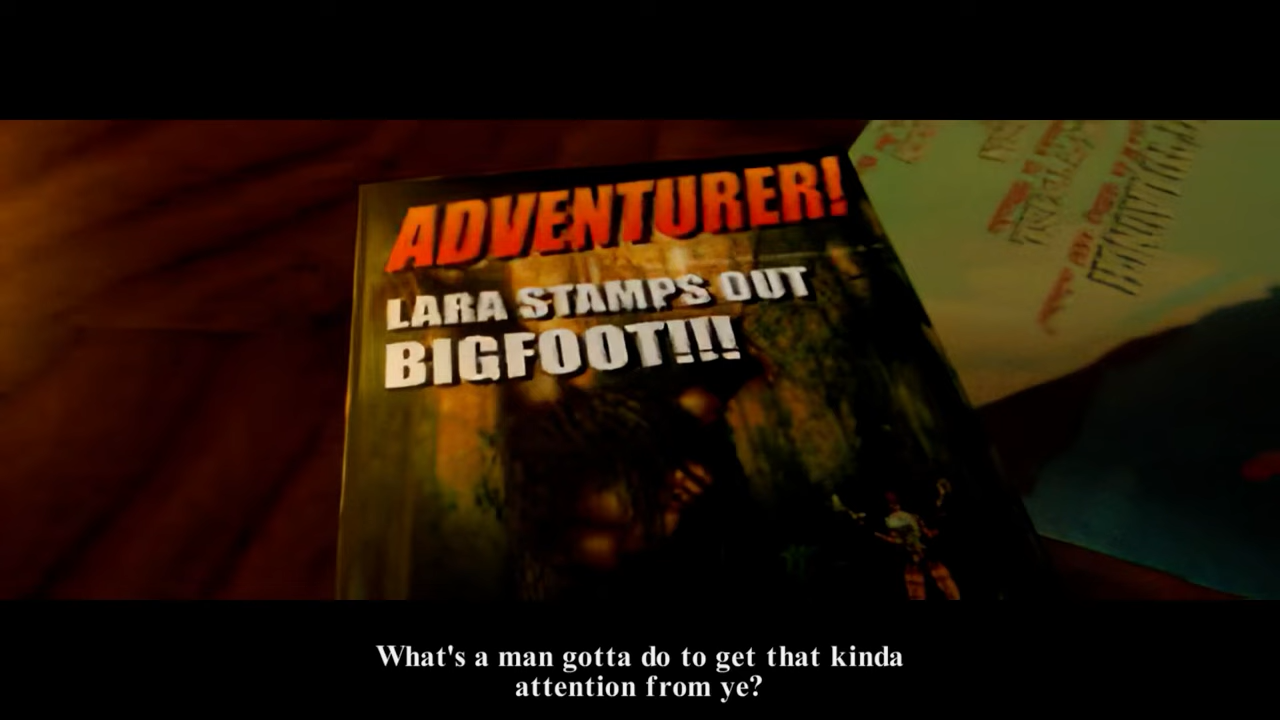 ADVENTURER!
LARA STAMPS OUT
BIGFOOT!!!
What's a man gotta do to get that kinda
attention from ye?